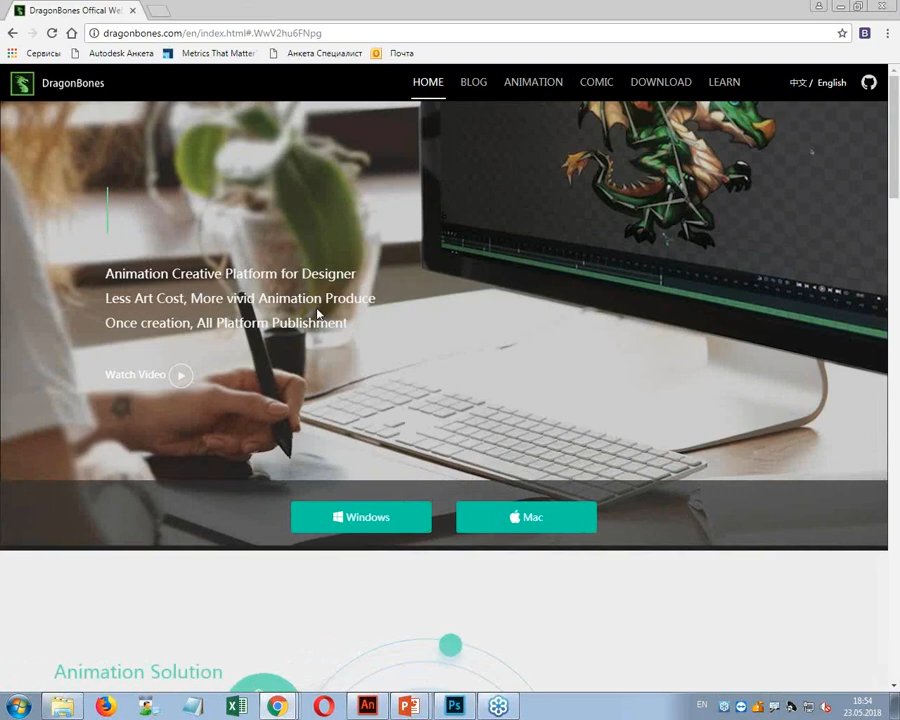 DragonBones Offical Wel
dragonbones.com/en/index.html#.WwV2hu6FNpg
Сервисы
Autodesk Анкета
Metrics That Matter
Анкета Специалист
Почта
DragonBones
HOME
BLOG
ANIMATION
COMIC
DOWNLOAD
LEARN
中文 / English
Animation Creative Platform for Designer
Less Art Cost, More vivid Animation Produce
Once creation, All Platform Publishment
Watch Video
Windows
Mac
Animation Solution
EN
18:54
23.05.2018